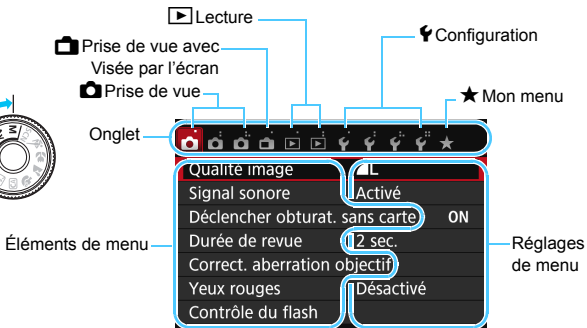 Lecture
Prise de vue avec
Visée par l'écran
Configuration
Prise de vue
Mon menu
Onglet
Qualité image L
Signal sonore Activé
Déclencher obturat. sans carte ON
Éléments de menu
Durée de revue 2 sec.
Réglages
de menu
Correct. aberration objectif
Yeux rouges Désactivé
Contrôle du flash